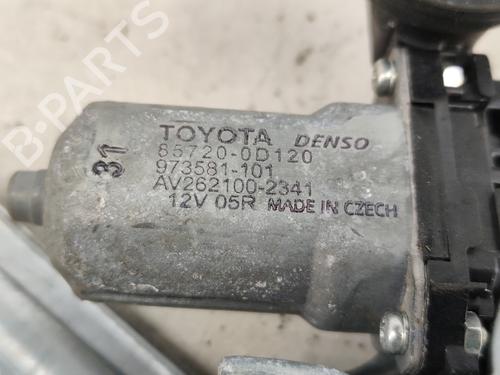 31
TOYOTA DENSO
85720-0D120
973581-101
AV262100-2341
12V 05R MADE IN CZECH
B-PARTS